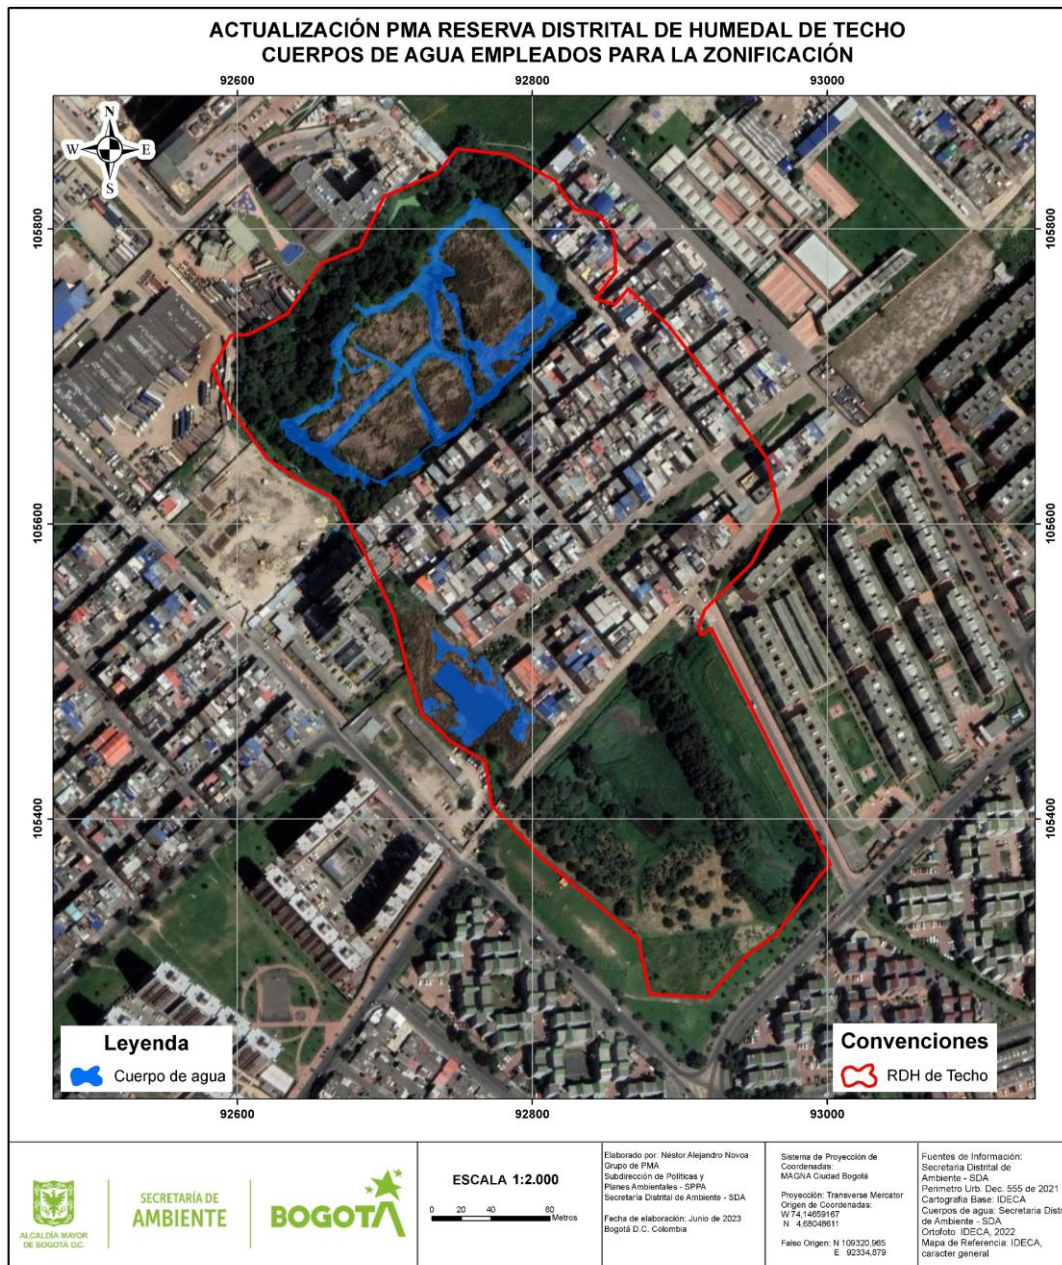 ACTUALIZACIÓN PMA RESERVA DISTRITAL DE HUMEDAL DE TECHO
CUERPOS DE AGUA EMPLEADOS PARA LA ZONIFICACIÓN
92600
92800
93000
N
W
E
S
105800
105800
105600
105600
105400
105400
Leyenda
Cuerpo de agua
Convenciones
RDH de Techo
92600
92800
93000
ALCALDÍA MAYOR
DE BOGOTÁ D.C.
SECRETARÍA DE
AMBIENTE
BOGOTÁ
ESCALA 1:2.000
0
40
80
Metros
Elaborado por: Néstor Alejandro Novoa
Grupo de PMA
Subdirección de Políticas y
Planes Ambientales - SPPA
Secretaría Distrital de Ambiente - SDA
Fecha de elaboración: Junio de 2023
Bogotá D.C. Colombia
Sistema de Proyección de
Coordenadas:
MAGNA Ciudad Bogotá
Proyección: Transverse Mercator
Origen de Coordenadas:
W 74,14659167
N 4,68048611
Falso Origen: N 109320,965
E 92334,879
Fuentes de Información:
Secretaria Distrital de
Ambiente - SDA
Perimetro Urb. Dec. 555 de 2021
Cartografia Base: IDECA
Cuerpos de agua: Secretaria Distr
de Ambiente - SDA
Ortofoto: IDECA, 2022
Mapa de Referencia: IDECA,
caracter general